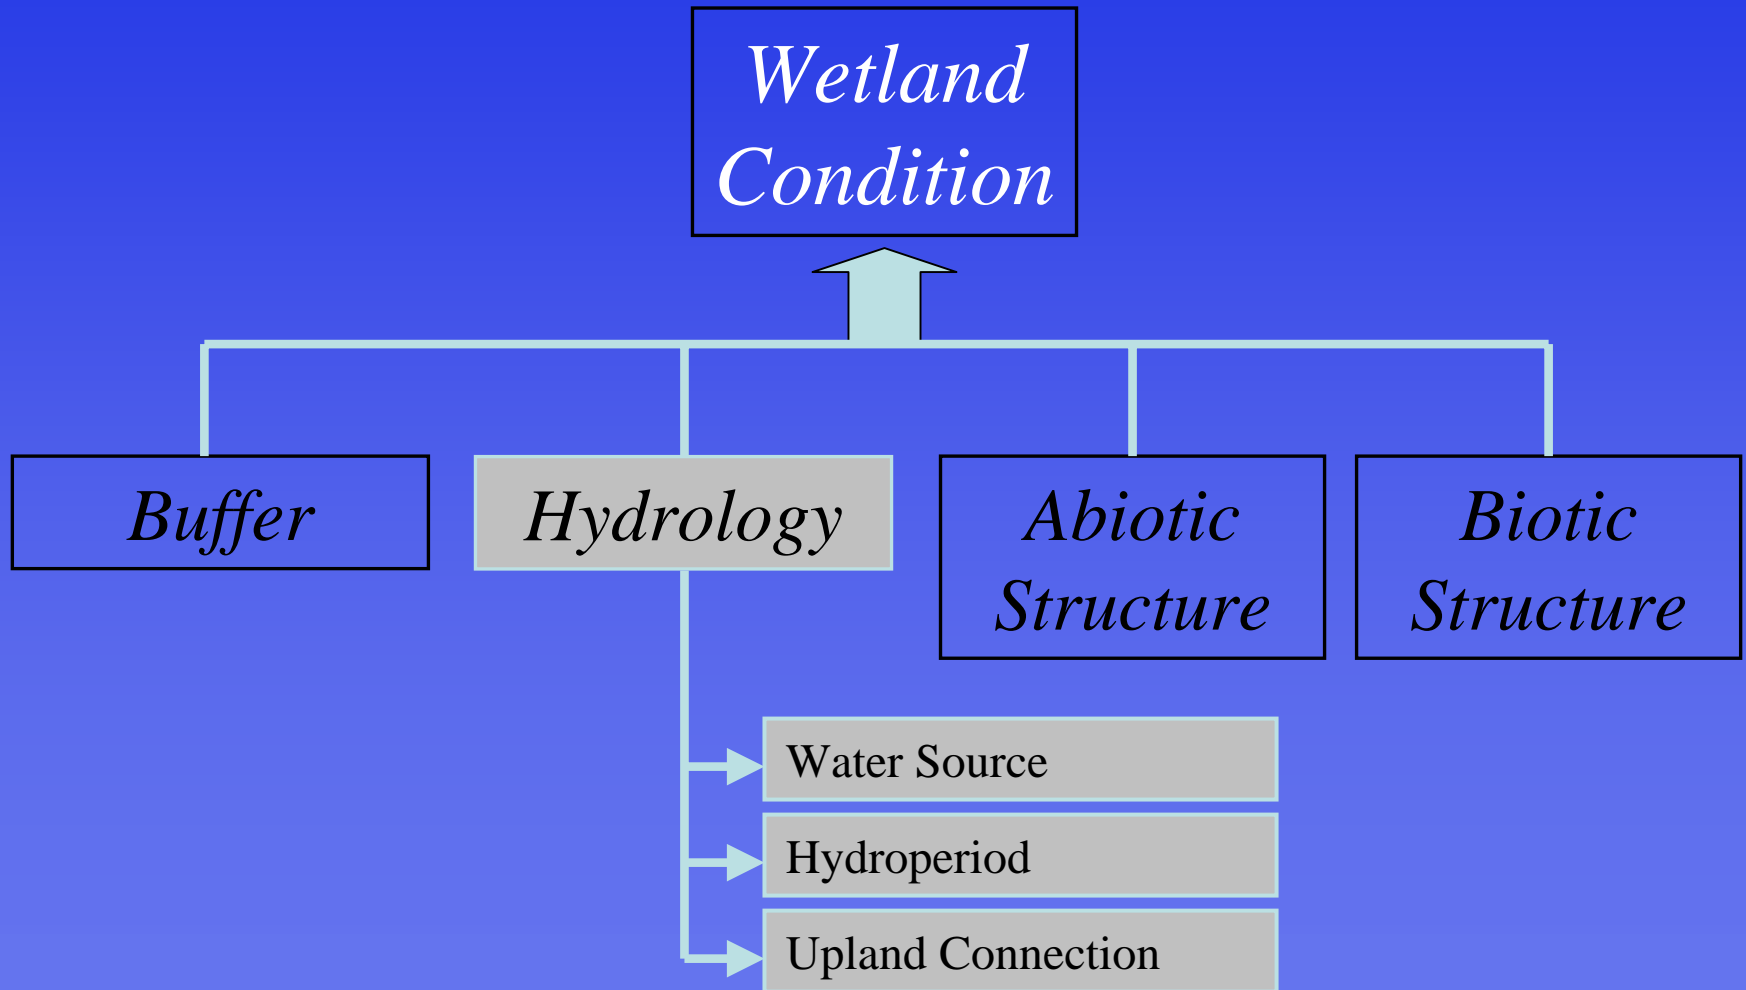 Wetland
Condition
Buffer
Hydrology
Abiotic
Structure
Biotic
Structure
Water Source
Hydroperiod
Upland Connection